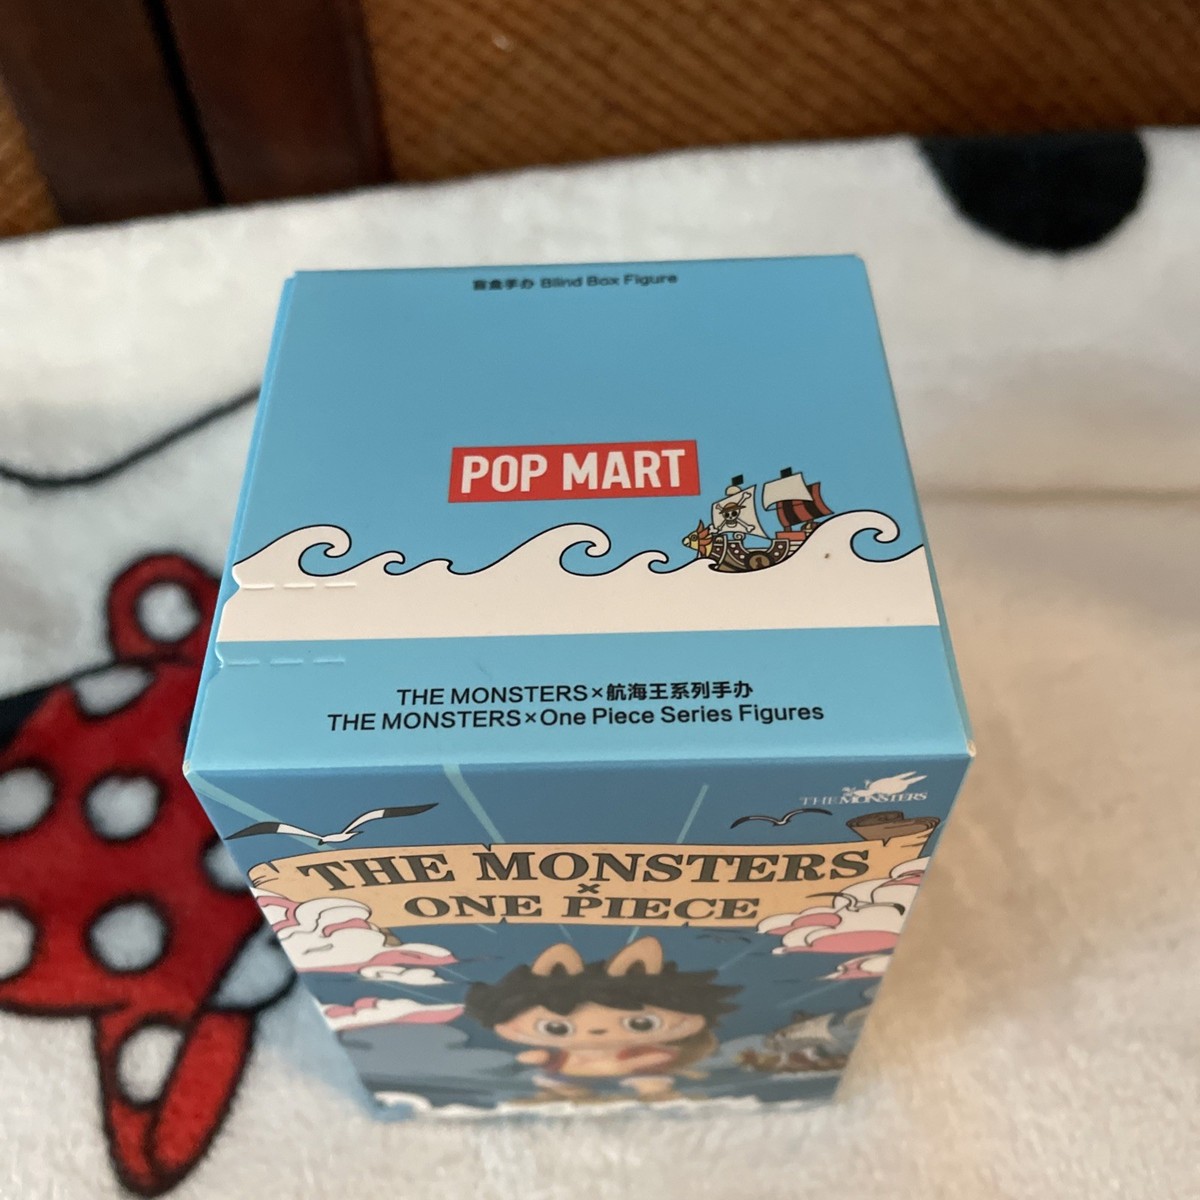 盲盒手办 Blind Box Figure
POP MART
THE MONSTERS×航海王系列手办
THE MONSTERS×One Piece Series Figures
THE MONSTERS
THE MONSTERS
×
ONE PIECE